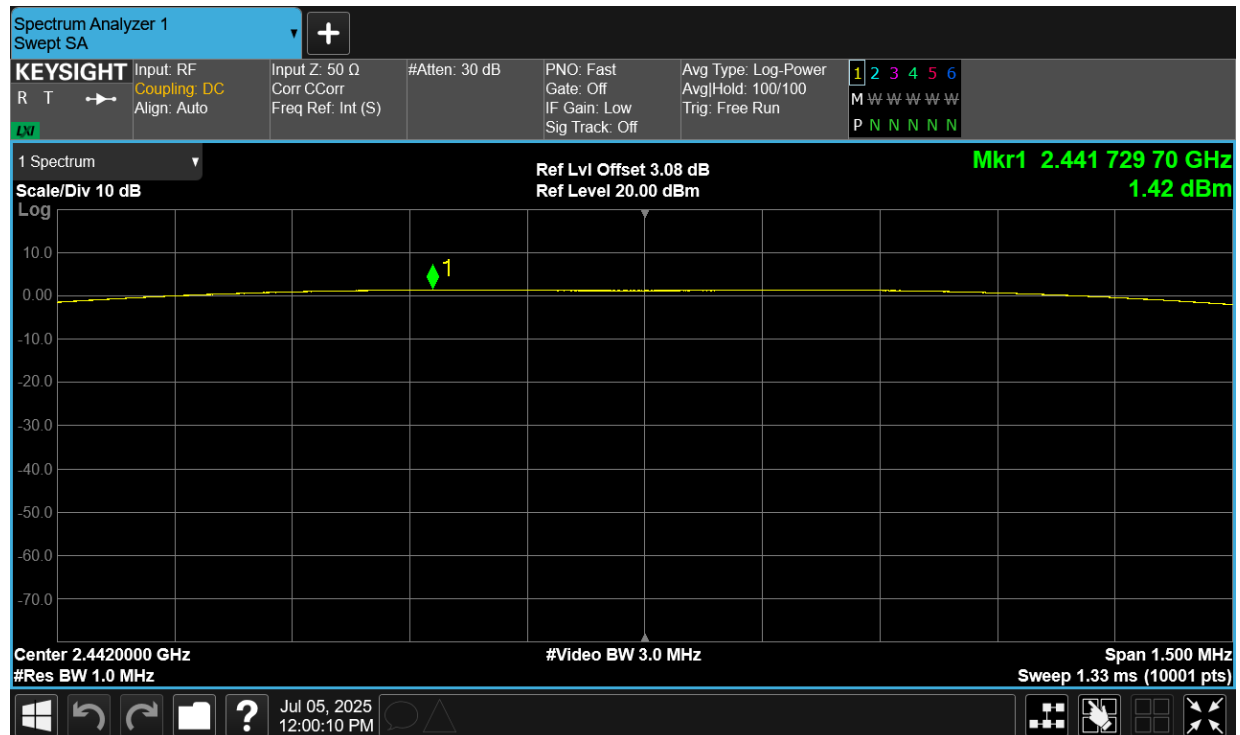 Spectrum Analyzer 1
Swept SA
KEYSIGHT
R T
LXI
Input: RF
Coupling: DC
Align: Auto
Input Z: 50 Ω
Corr CCorr
Freq Ref: Int (S)
#Atten: 30 dB
PNO: Fast
Gate: Off
IF Gain: Low
Sig Track: Off
Avg Type: Log-Power
Avg|Hold: 100/100
Trig: Free Run
1 2 3 4 5 6
M W W W W W
P N N N N N
1 Spectrum
Scale/Div 10 dB
Log
Ref Lvl Offset 3.08 dB
Ref Level 20.00 dBm
Mkr1 2.441 729 70 GHz
1.42 dBm
10.0
1
0.00
-10.0
-20.0
-30.0
-40.0
-50.0
-60.0
-70.0
Center 2.4420000 GHz
#Res BW 1.0 MHz
#Video BW 3.0 MHz
Span 1.500 MHz
Sweep 1.33 ms (10001 pts)
?
Jul 05, 2025
12:00:10 PM